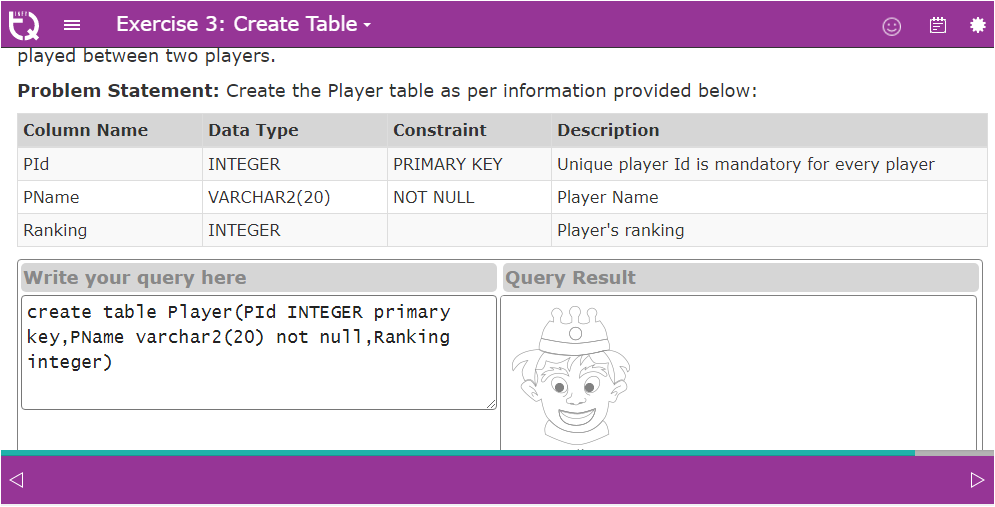 Exercise 3: Create Table
played between two players.
Problem Statement: Create the Player table as per information provided below:
Column Name Data Type Constraint Description
PId INTEGER PRIMARY KEY Unique player Id is mandatory for every player
PName VARCHAR2(20) NOT NULL Player Name
Ranking INTEGER Player's ranking
Write your query here Query Result
create table Player(PId INTEGER primary
key,PName varchar2(20) not null,Ranking
integer)